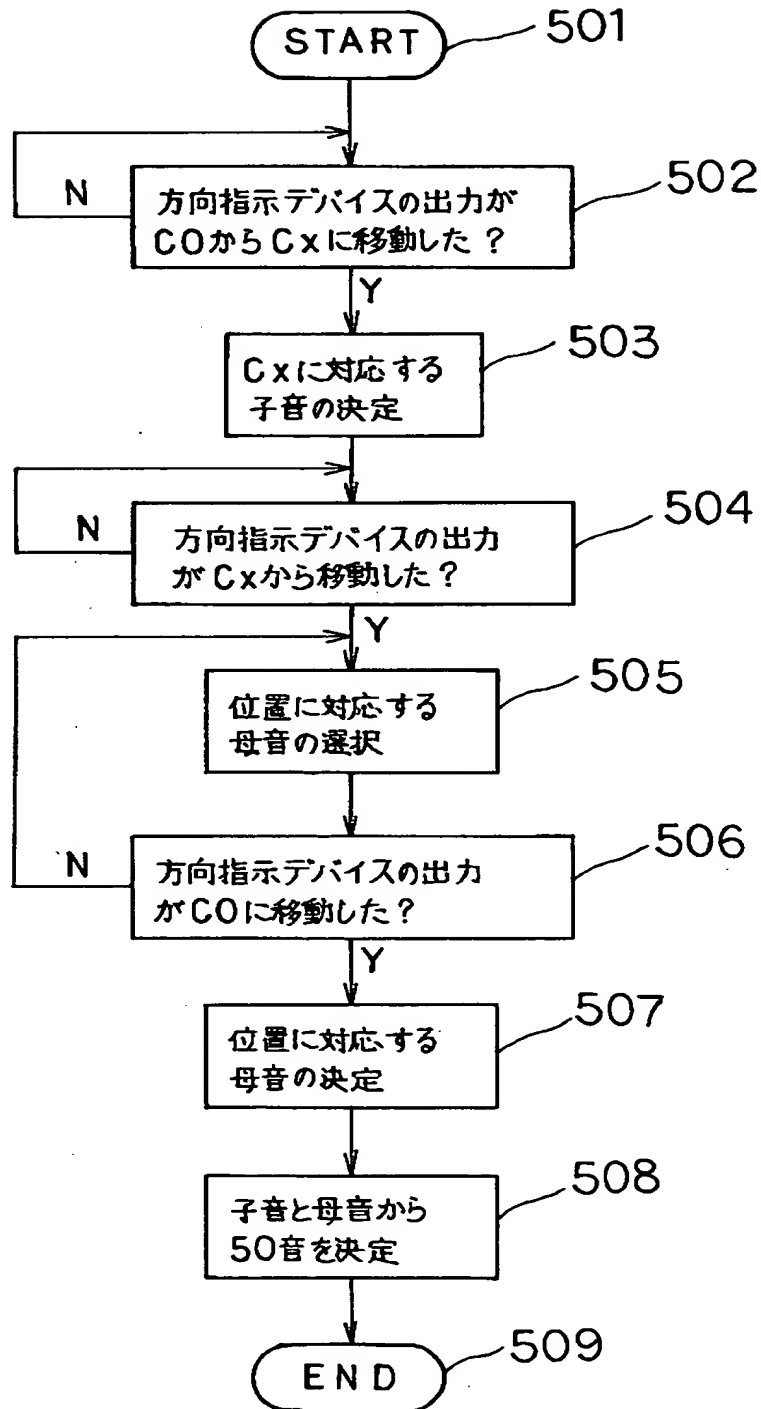 START
501
方向指示デバイスの出力が
COからCxに移動した?
502
N
Y
Cxに対応する
子音の決定
503
方向指示デバイスの出力
がCxから移動した?
504
N
Y
位置に対応する
母音の選択
505
方向指示デバイスの出力
がCOに移動した?
506
N
Y
位置に対応する
母音の決定
507
子音と母音から
50音を決定
508
END
509